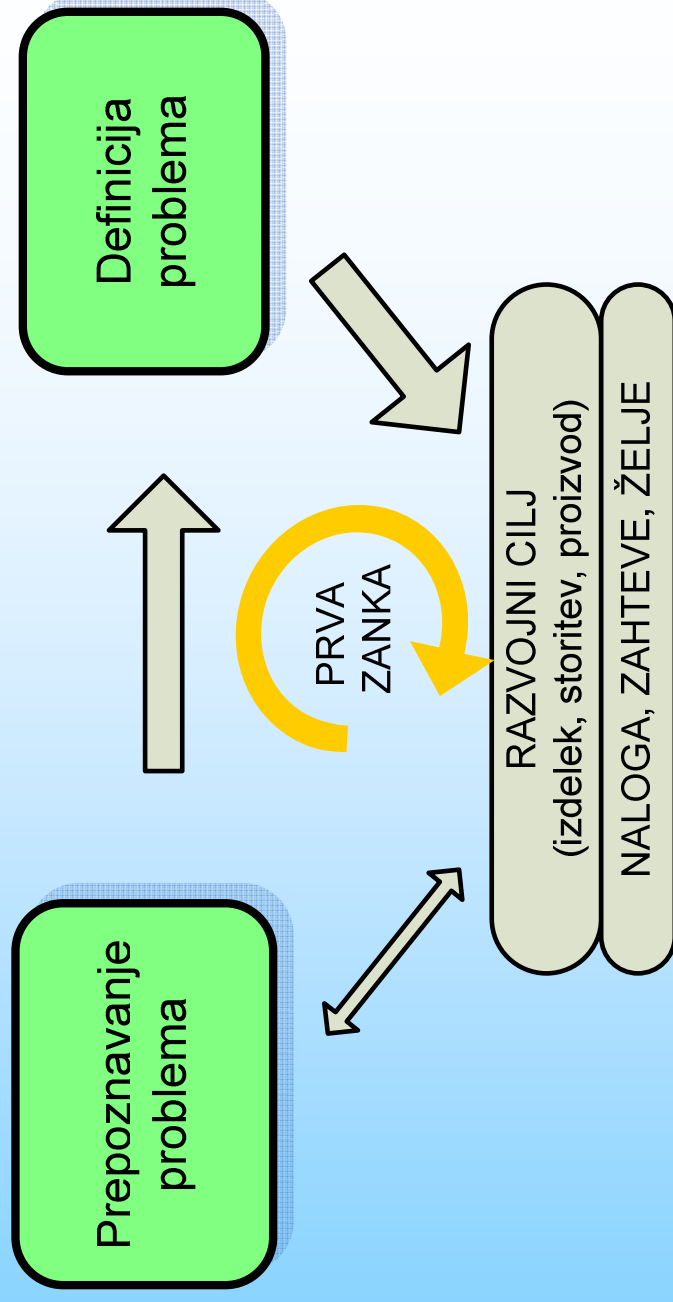 Prepoznavanje
problema
Definicija
problema
PRVA
ZANKA
RAZVOJNI CILJ
(izdelek, storitev, proizvod)
NALOGA, ZAHTEVE, ŽELJE